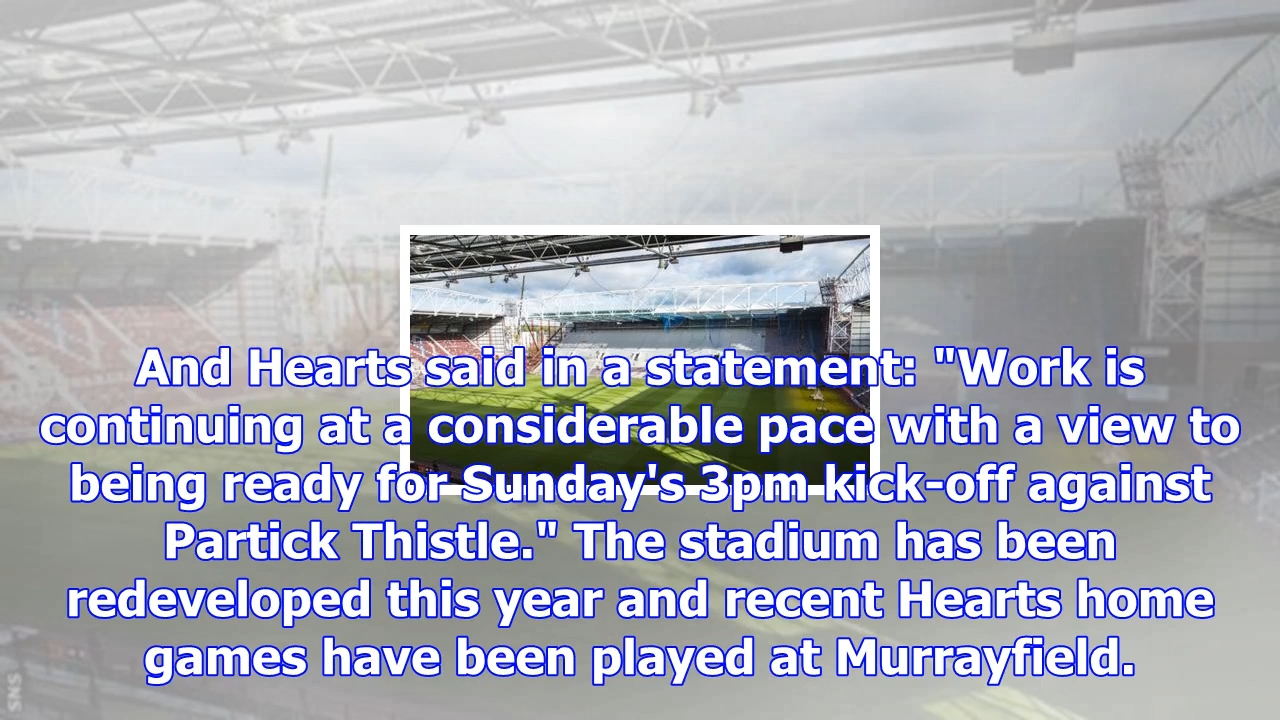 And Hearts said in a statement: "Work is
continuing at a considerable pace with a view to
being ready for Sunday's 3pm kick-off against
Partick Thistle." The stadium has been
redeveloped this year and recent Hearts home
games have been played at Murrayfield.
SNS